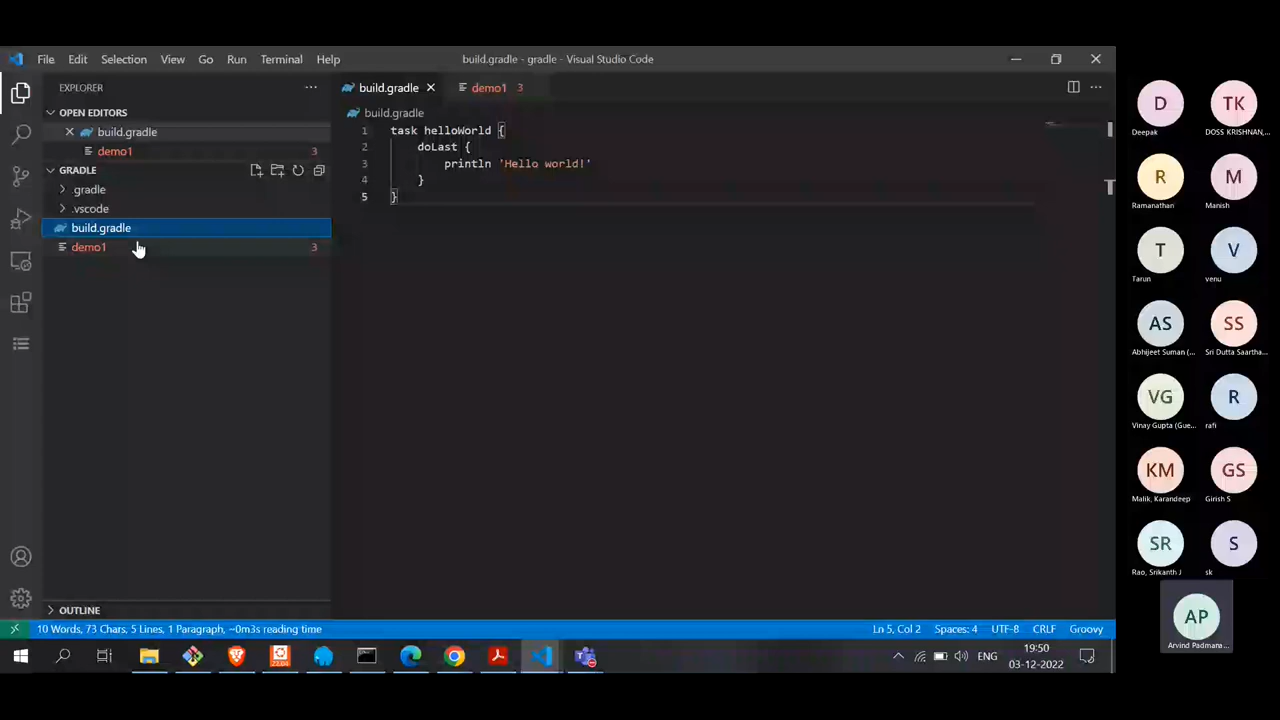 File Edit Selection View Go Run Terminal Help
build.gradle - gradle - Visual Studio Code
EXPLORER
OPEN EDITORS
build.gradle
demo1 3
GRADLE
.gradle
.vscode
build.gradle
demo1 3
OUTLINE
build.gradle
demo1 3
build.gradle
1 task helloWorld {
2 doLast {
3 println 'Hello world!'
4 }
5 }
10 Words, 73 Chars, 5 Lines, 1 Paragraph, ~0m3s reading time
Ln 5, Col 2 Spaces: 4 UTF-8 CRLF Groovy
22.04
ENG
19:50
03-12-2022
D TK
Deepak DOSS KRISHNAN,...
R M
Ramanathan Manish
T V
Tarun venu
AS SS
Abhijeet Suman (... Sri Dutta Saartha...
VG R
Vinay Gupta (Gue... rafi
KM GS
Malik, Karandeep Girish S
SR S
Rao, Srikanth J sk
AP
Arvind Padmara...